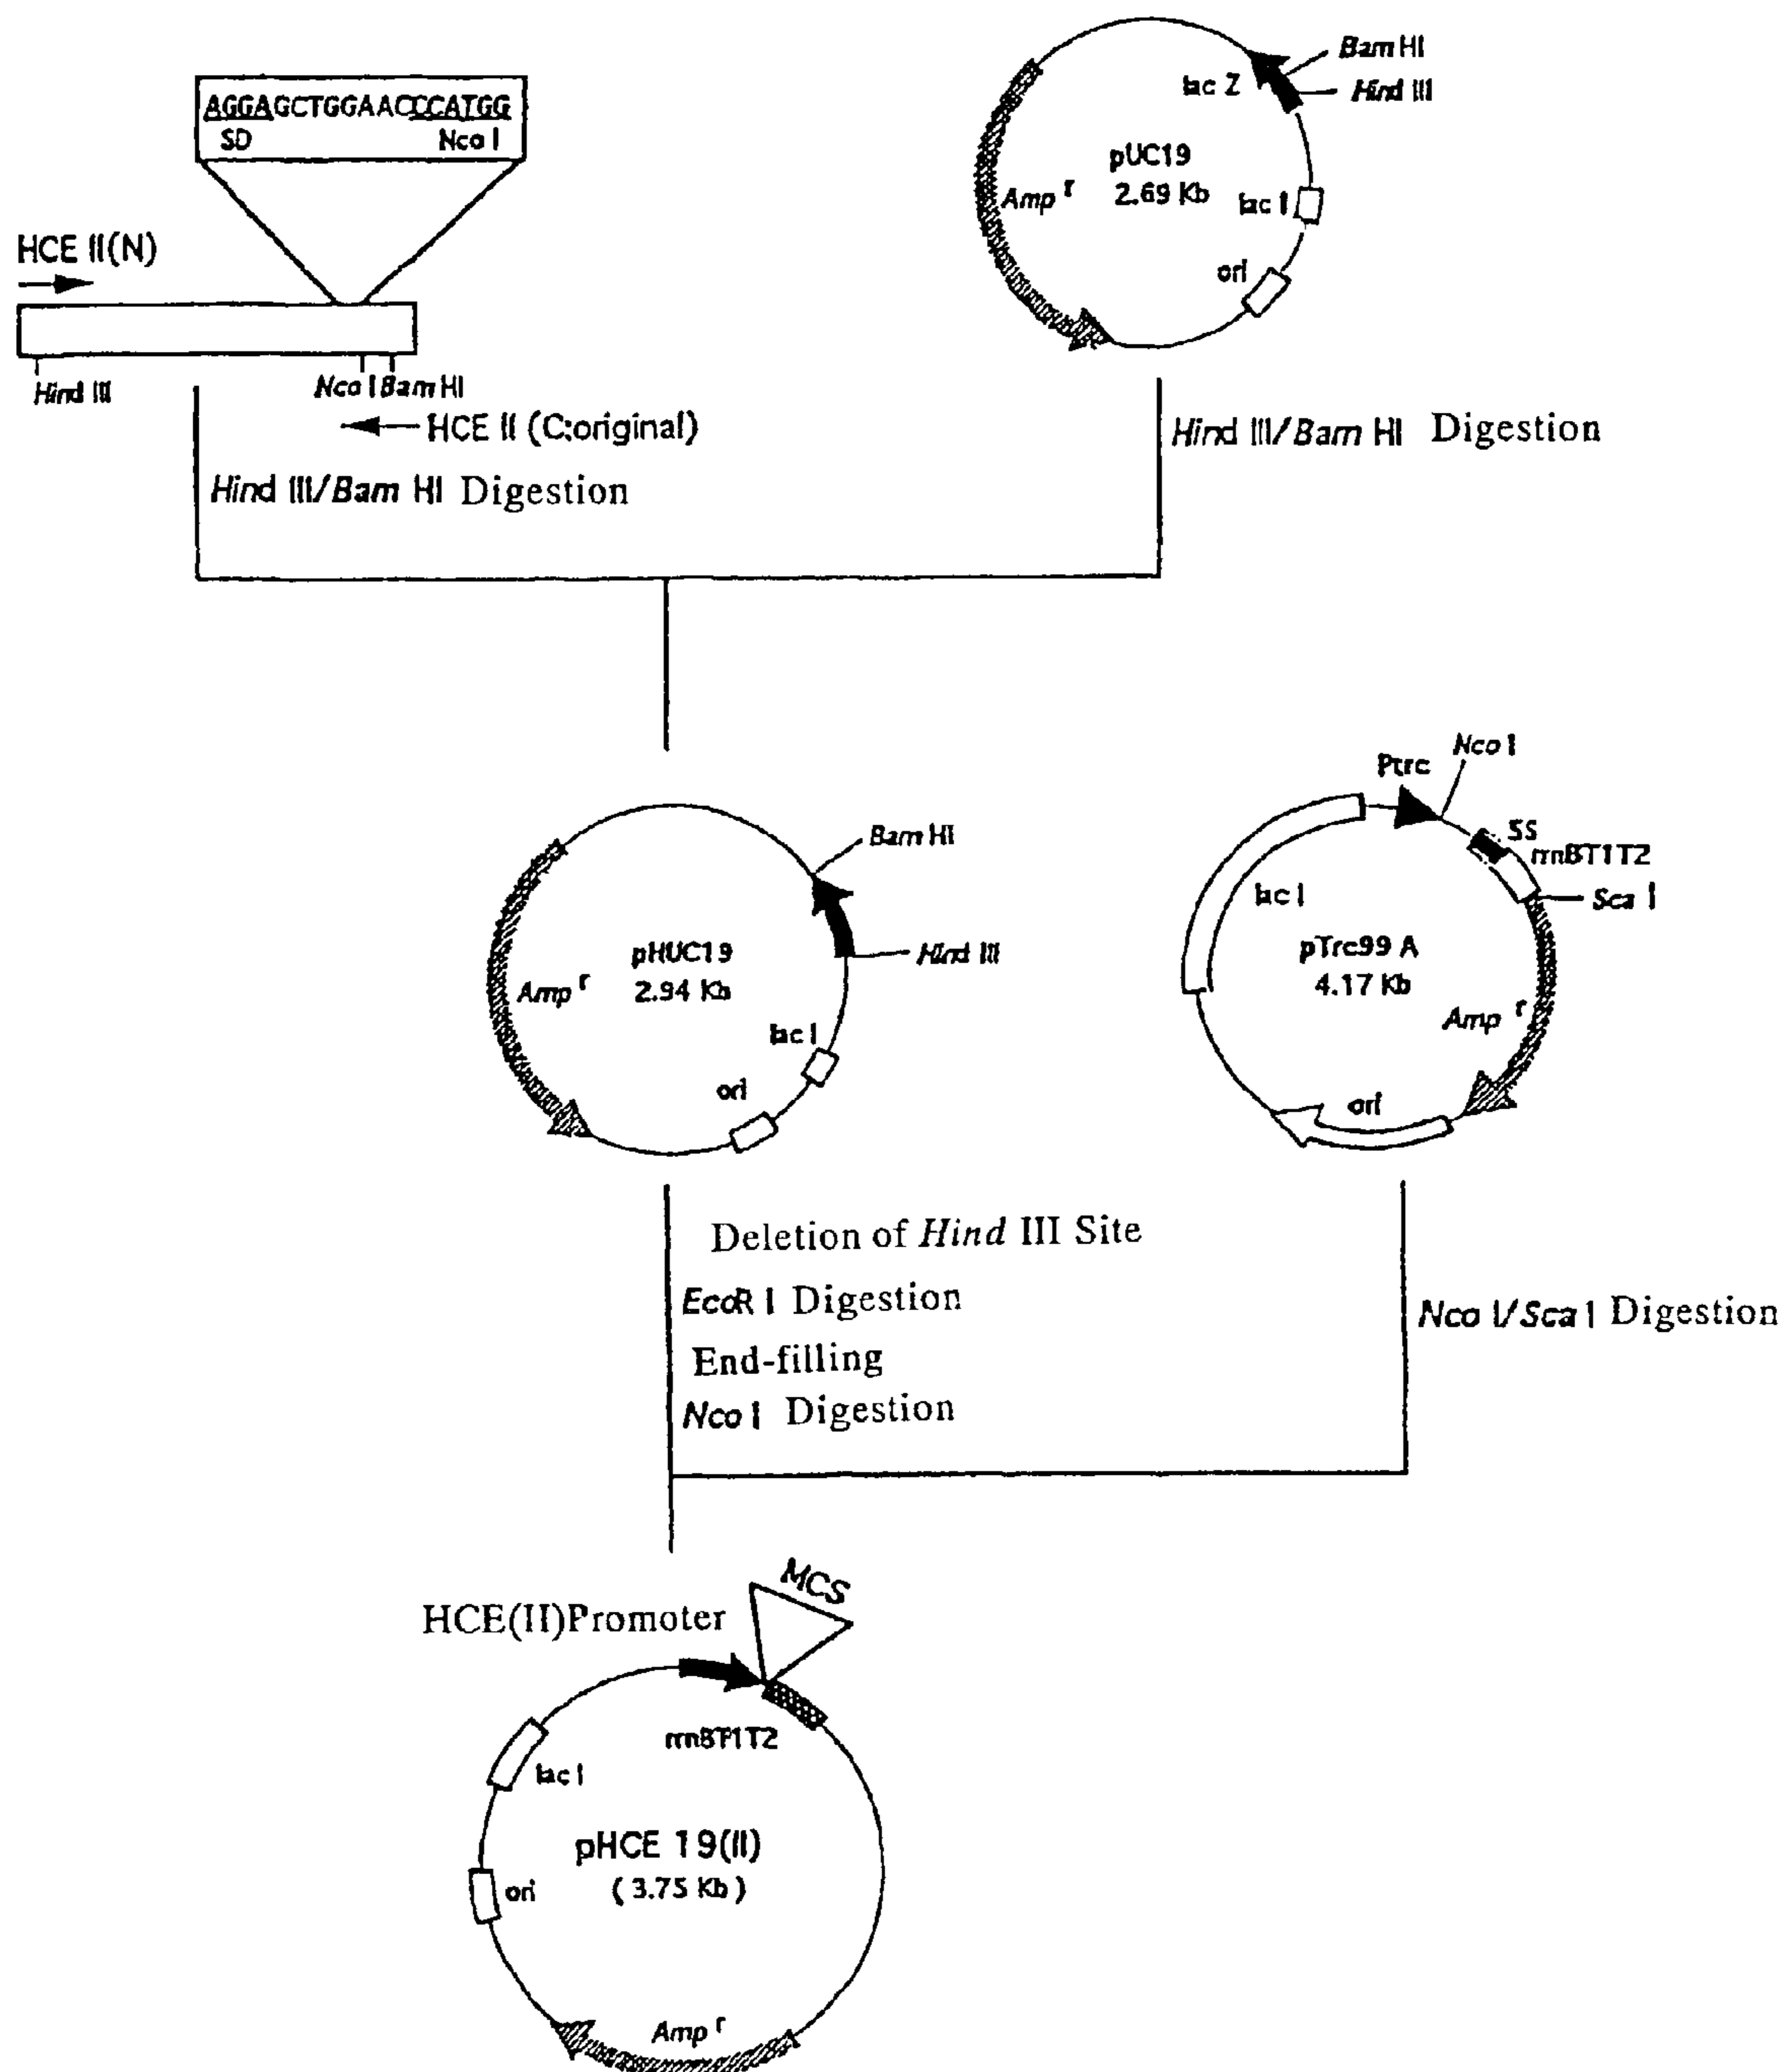 AGGAGCTGGAACCCATGG
SD Nco I
HCE II(N)
Hind III
Nco I Bam HI
HCE II (C:original)
Hind III/Bam HI Digestion
Bam HI
Hind III
lac Z
pUC19
2.69 Kb
Amp r
lac I
ori
Hind III/Bam HI Digestion
Bam HI
Hind III
pHUC19
2.94 Kb
Amp r
lac I
ori
Ptrc
Nco I
5S
rrnBT1T2
Sca I
lac I
pTrc99 A
4.17 Kb
Amp r
ori
Deletion of Hind III Site
EcoR I Digestion
End-filling
Nco I Digestion
Nco I/Sca I Digestion
MCS
HCE(II)Promoter
rrnBT1T2
lac I
pHCE 19(II)
(3.75 Kb)
ori
Amp r